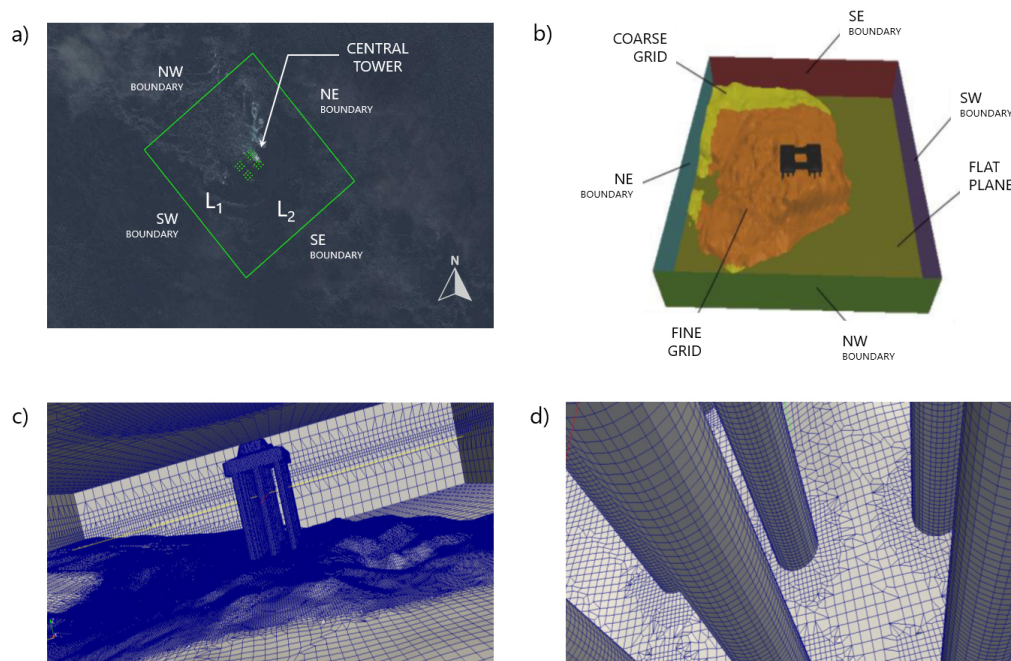 a)
CENTRAL
TOWER
NW
BOUNDARY
NE
BOUNDARY
L1
L2
SW
BOUNDARY
SE
BOUNDARY
N
b)
SE
BOUNDARY
COARSE
GRID
SW
BOUNDARY
NE
BOUNDARY
FLAT
PLANE
FINE
GRID
NW
BOUNDARY
c)
d)